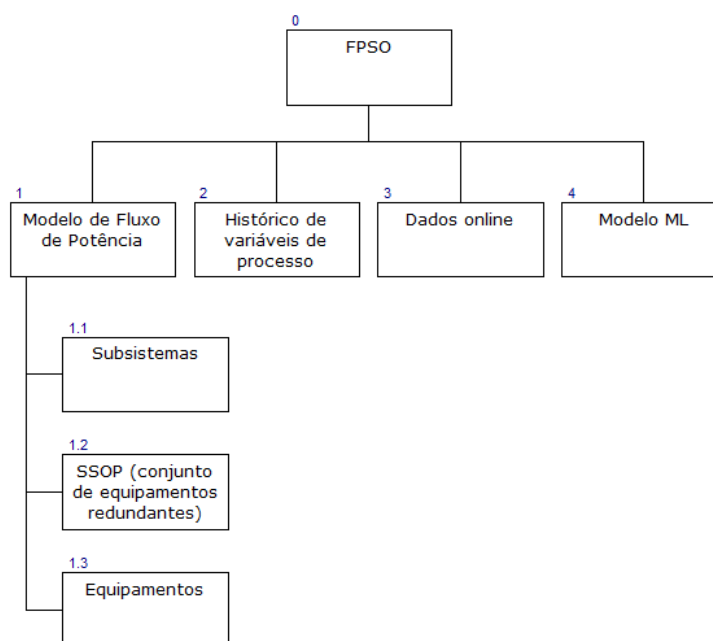 0
FPSO
1
Modelo de Fluxo
de Potência
2
Histórico de
variáveis de
processo
3
Dados online
4
Modelo ML
1.1
Subsistemas
1.2
SSOP (conjunto
de equipamentos
redundantes)
1.3
Equipamentos